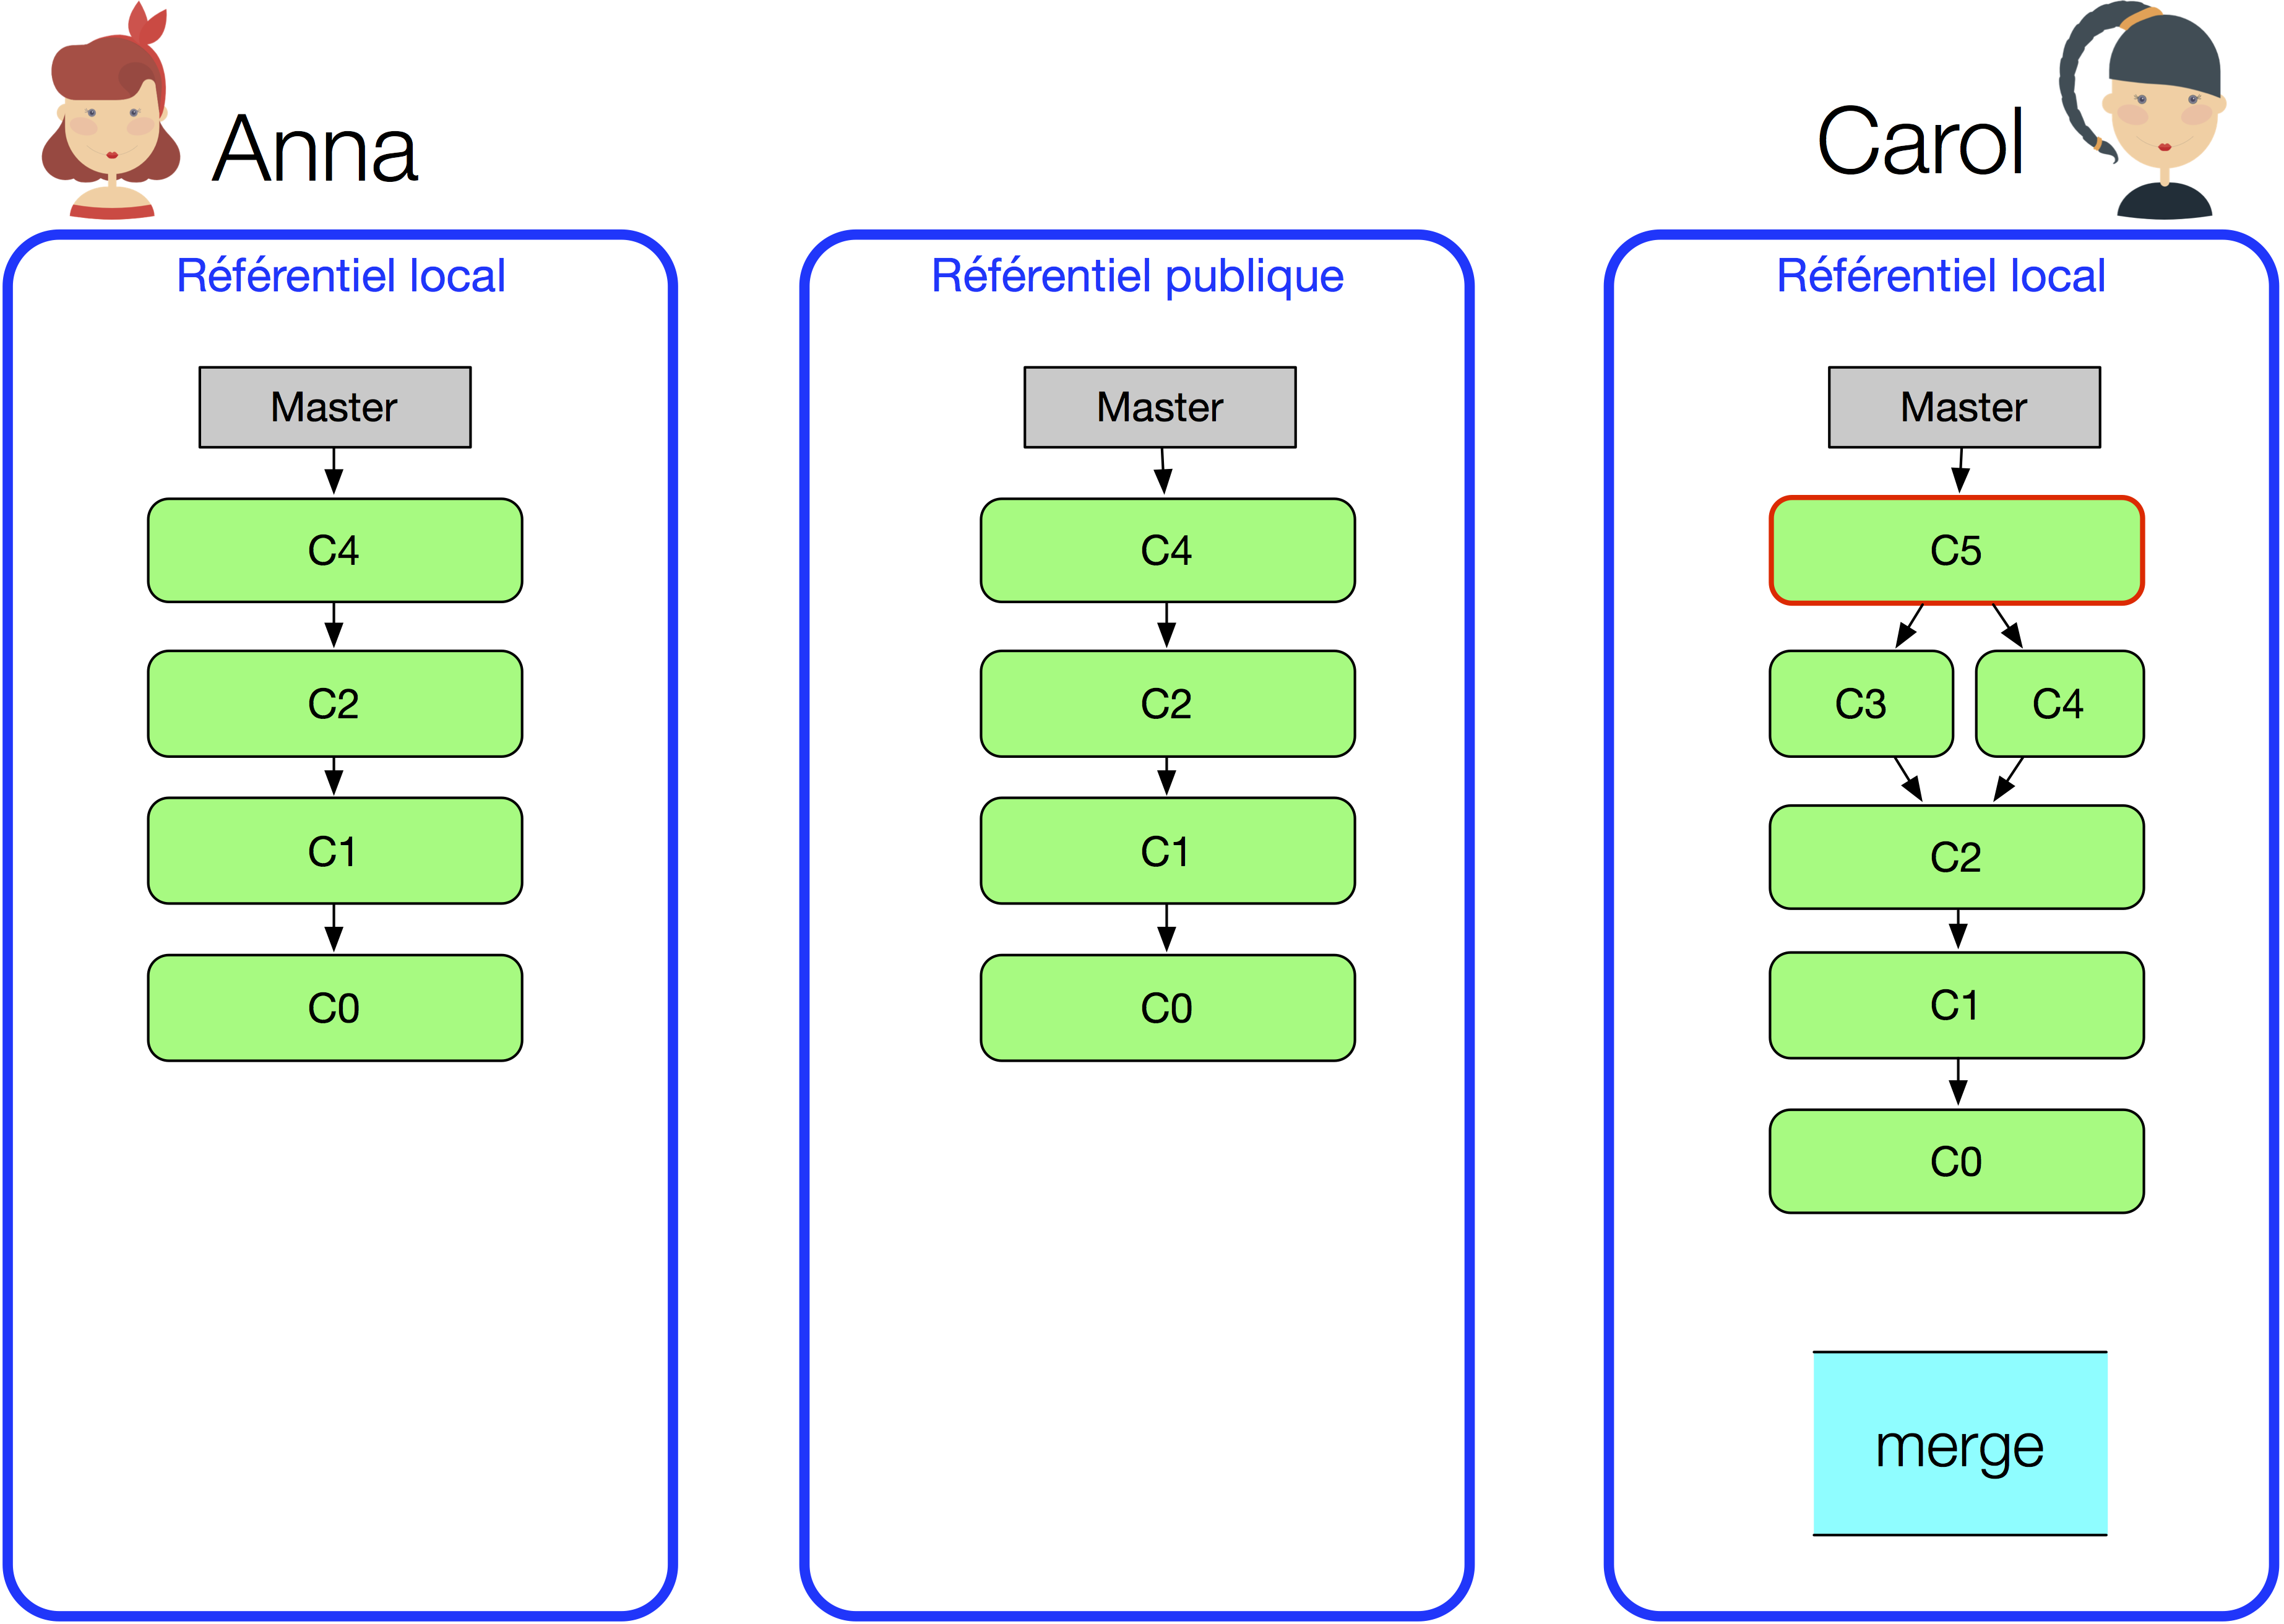 Anna
Carol
Référentiel local
Master
C4
C2
C1
C0
Référentiel publique
Master
C4
C2
C1
C0
Référentiel local
Master
C5
C3
C4
C2
C1
C0
merge